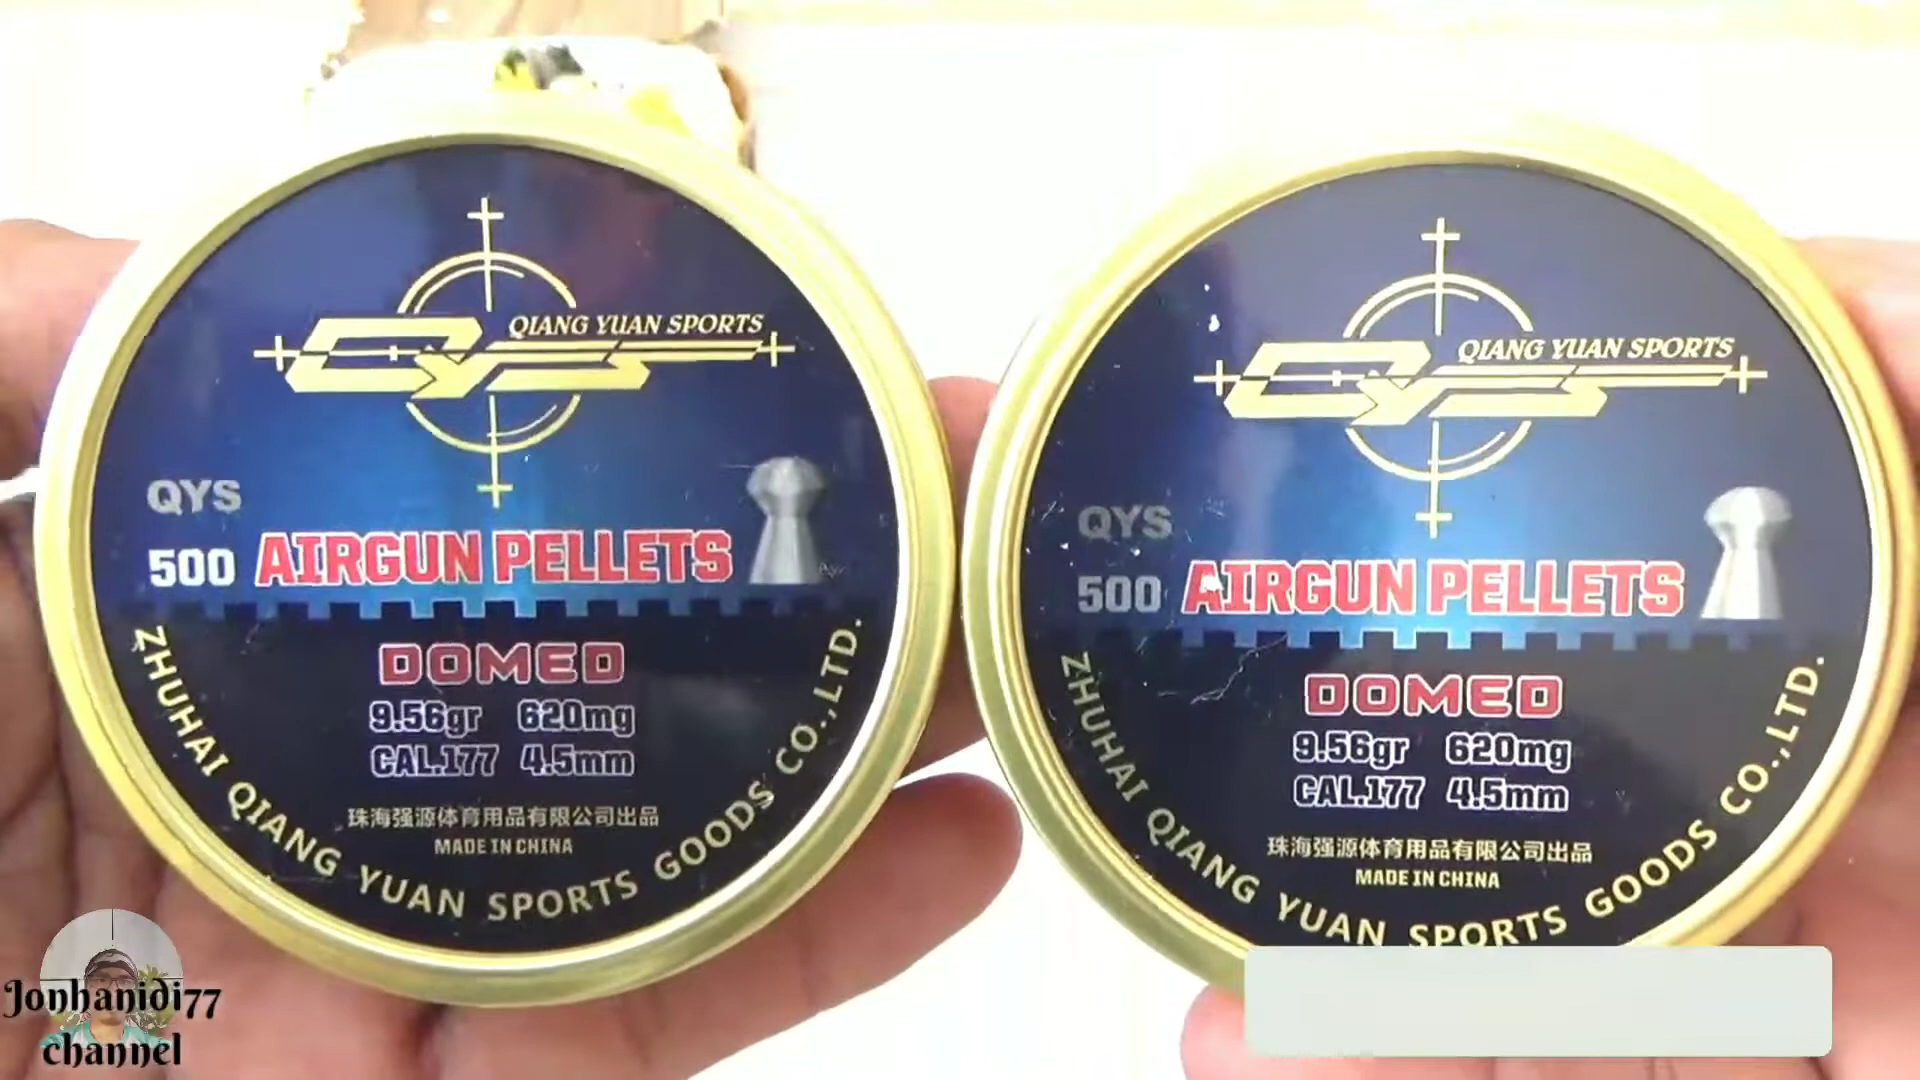 QYS
QIANG YUAN SPORTS
QYS
500 AIRGUN PELLETS
DOMED
9.56gr 620mg
CAL.177 4.5mm
珠海强源体育用品有限公司出品
MADE IN CHINA
ZHUHAI QIANG YUAN SPORTS GOODS CO.,LTD.
QYS
QIANG YUAN SPORTS
QYS
500 AIRGUN PELLETS
DOMED
9.56gr 620mg
CAL.177 4.5mm
珠海强源体育用品有限公司出品
MADE IN CHINA
ZHUHAI QIANG YUAN SPORTS GOODS CO.,LTD.
Jonhanidi77
channel